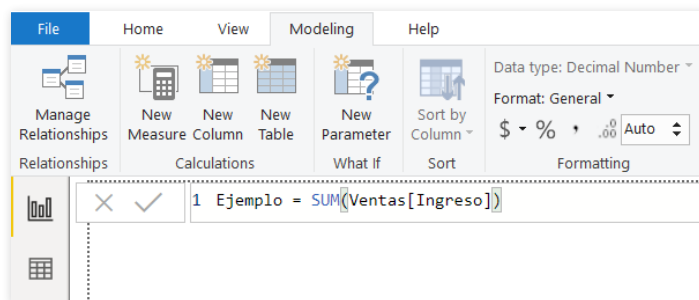 File Home View Modeling Help
Manage Relationships
New Measure
New Column
New Table
New Parameter
Sort by Column
Data type: Decimal Number
Format: General
$ % , .00 Auto
Relationships Calculations What If Sort Formatting
1 Ejemplo = SUM(Ventas[Ingreso])